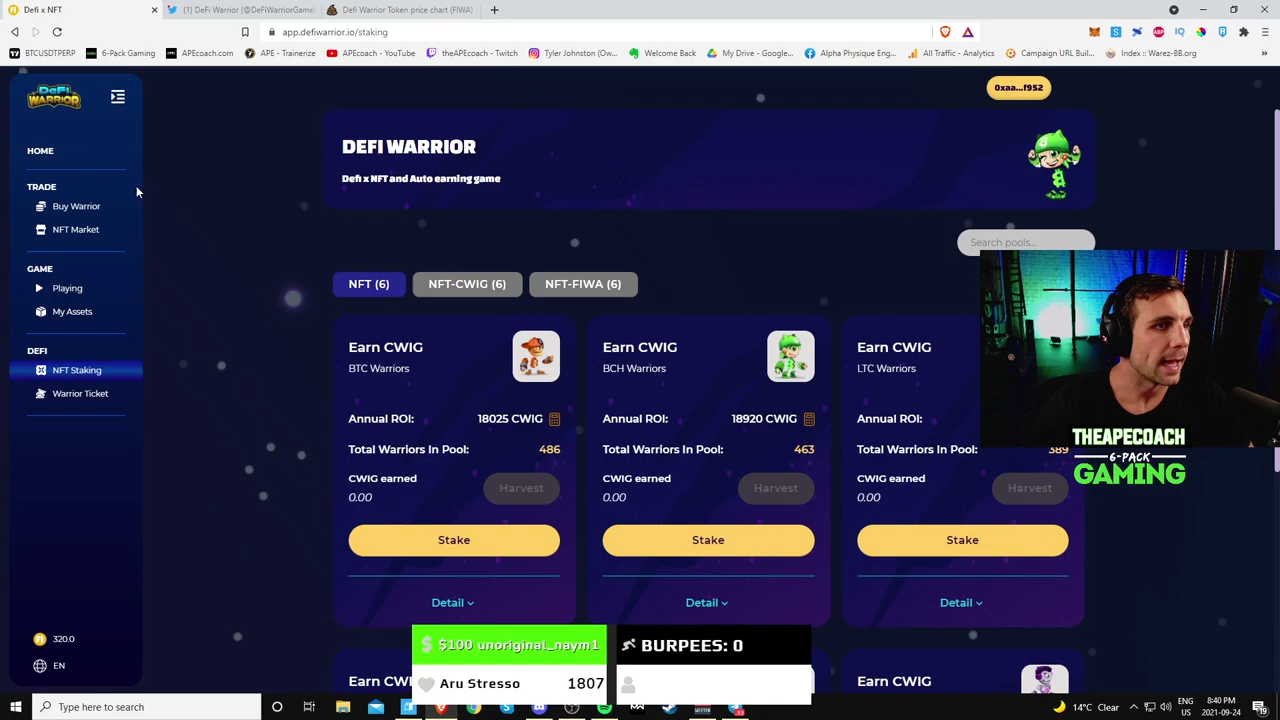 Defi x NFT
(1) DeFi Warrior (@DeFiWarriorGame)
Defi Warrior Token price chart (FIWA)
app.defiwarrior.io/staking
BTCUSDTPERP
6-Pack Gaming
APEcoach.com
APE - Trainerize
APEcoach - YouTube
theAPEcoach - Twitch
Tyler Johnston (Ow...
Welcome Back
My Drive - Google...
Alpha Physique Eng...
All Traffic - Analytics
Campaign URL Buil...
Index :: Warez-BB.org
DEFI
WARRIOR
0xaa...f952
HOME
TRADE
Buy Warrior
NFT Market
GAME
Playing
My Assets
DEFI
NFT Staking
Warrior Ticket
320.0
EN
DEFI WARRIOR
Defi x NFT and Auto earning game
Search pools...
NFT (6)
NFT-CWIG (6)
NFT-FIWA (6)
Earn CWIG
BTC Warriors
Annual ROI:
18025 CWIG
Total Warriors In Pool:
486
CWIG earned
0.00
Harvest
Stake
Detail
Earn CWIG
BCH Warriors
Annual ROI:
18920 CWIG
Total Warriors In Pool:
463
CWIG earned
0.00
Harvest
Stake
Detail
Earn CWIG
LTC Warriors
Annual ROI:
Total Warriors In Pool:
389
CWIG earned
0.00
Harvest
Stake
Detail
THEAPECOACH
6-PACK
GAMING
Earn CWIG
Earn CWIG
Earn CWIG
$100 unoriginal_naym1
Aru Stresso 1807
BURPEES: 0
Type here to search
14°C Clear
ENG
US
8:40 PM
2021-09-24